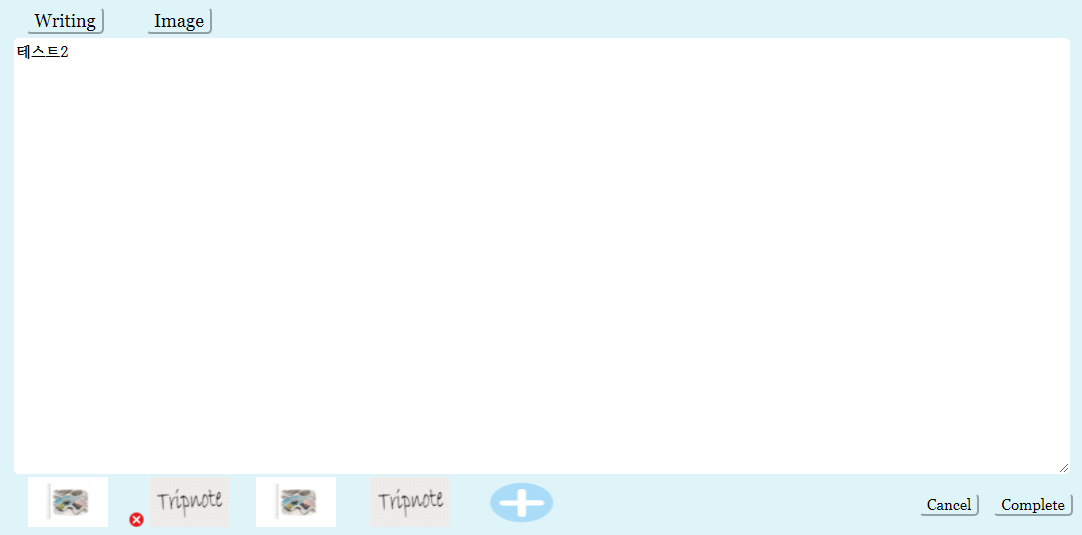 Writing Image
테스트2
Tripnote Tripnote
Cancel Complete